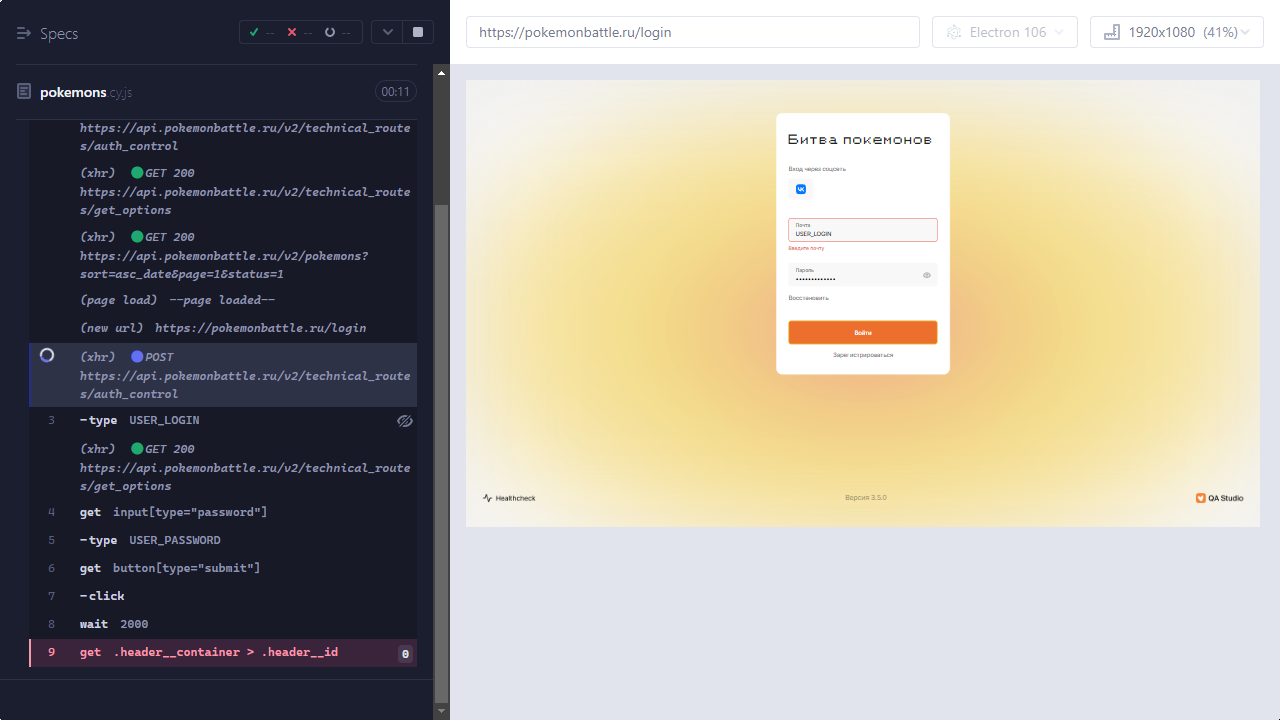 Specs
--
--
--
https://pokemonbattle.ru/login
Electron 106
1920x1080 (41%)
pokemons.cy.js
00:11
https://api.pokemonbattle.ru/v2/technical_route
s/auth_control
(xhr) GET 200
https://api.pokemonbattle.ru/v2/technical_route
s/get_options
(xhr) GET 200
https://api.pokemonbattle.ru/v2/pokemons?
sort=asc_date&page=1&status=1
(page load) --page loaded--
(new url) https://pokemonbattle.ru/login
(xhr) POST
https://api.pokemonbattle.ru/v2/technical_route
s/auth_control
3 -type USER_LOGIN
(xhr) GET 200
https://api.pokemonbattle.ru/v2/technical_route
s/get_options
4 get input[type="password"]
5 -type USER_PASSWORD
6 get button[type="submit"]
7 -click
8 wait 2000
9 get .header__container > .header__id 0
Битва покемонов
Вход через соцсеть
Почта
USER_LOGIN
Введите почту
Пароль
•••••••••••••
Восстановить
Войти
Зарегистрироваться
Healthcheck
Версия 3.5.0
QA Studio